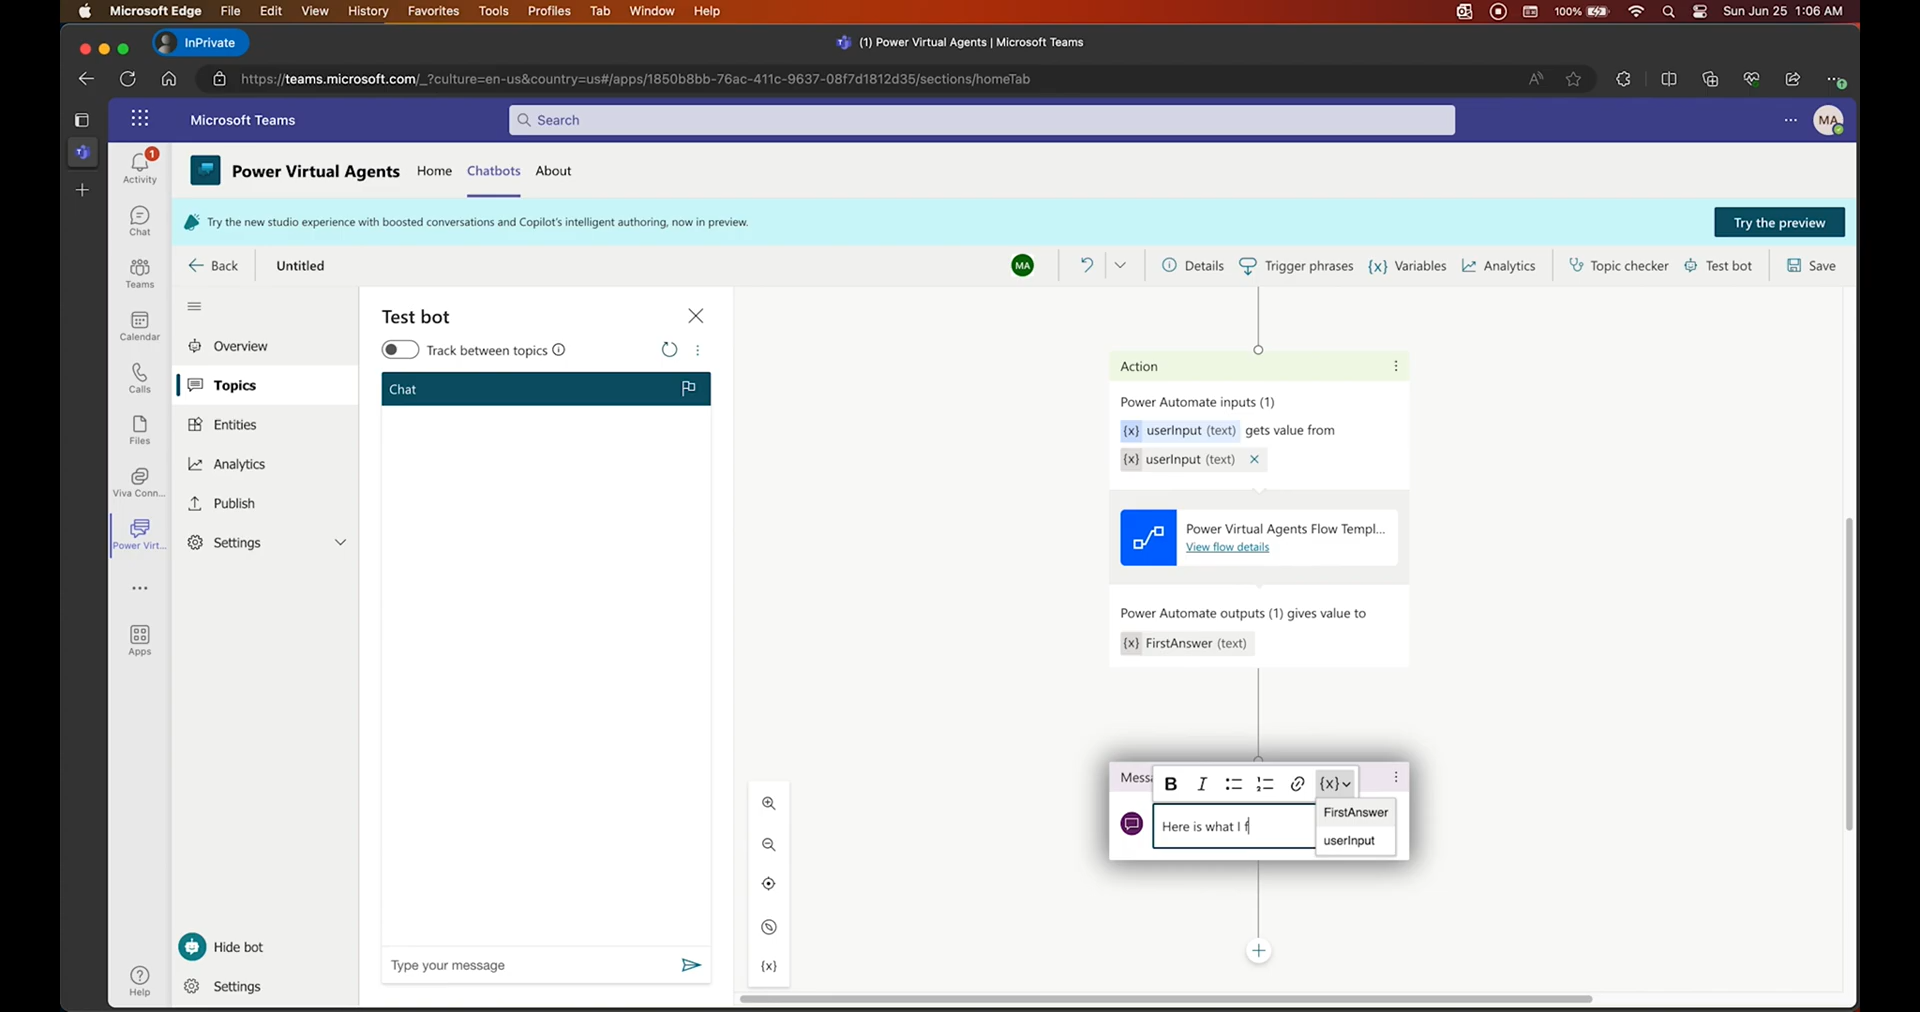 Microsoft Edge File Edit View History Favorites Tools Profiles Tab Window Help
100% Sun Jun 25 1:06 AM
InPrivate
(1) Power Virtual Agents | Microsoft Teams
https://teams.microsoft.com/_?culture=en-us&country=us#/apps/1850b8bb-76ac-411c-9637-08f7d1812d35/sections/homeTab
Microsoft Teams
Search
MA
Activity
1
Chat
Teams
Calendar
Calls
Files
Viva Conn...
Power Virt...
Apps
Help
Power Virtual Agents Home Chatbots About
Try the new studio experience with boosted conversations and Copilot's intelligent authoring, now in preview.
Try the preview
Back Untitled
MA
Details Trigger phrases {x} Variables Analytics Topic checker Test bot Save
Overview
Topics
Entities
Analytics
Publish
Settings
Hide bot
Settings
Test bot
Track between topics
Chat
Type your message
{x}
Action
Power Automate inputs (1)
{x} userInput (text) gets value from
{x} userInput (text)
Power Virtual Agents Flow Templ...
View flow details
Power Automate outputs (1) gives value to
{x} FirstAnswer (text)
Messa
B I {x}
Here is what I f
FirstAnswer
userInput